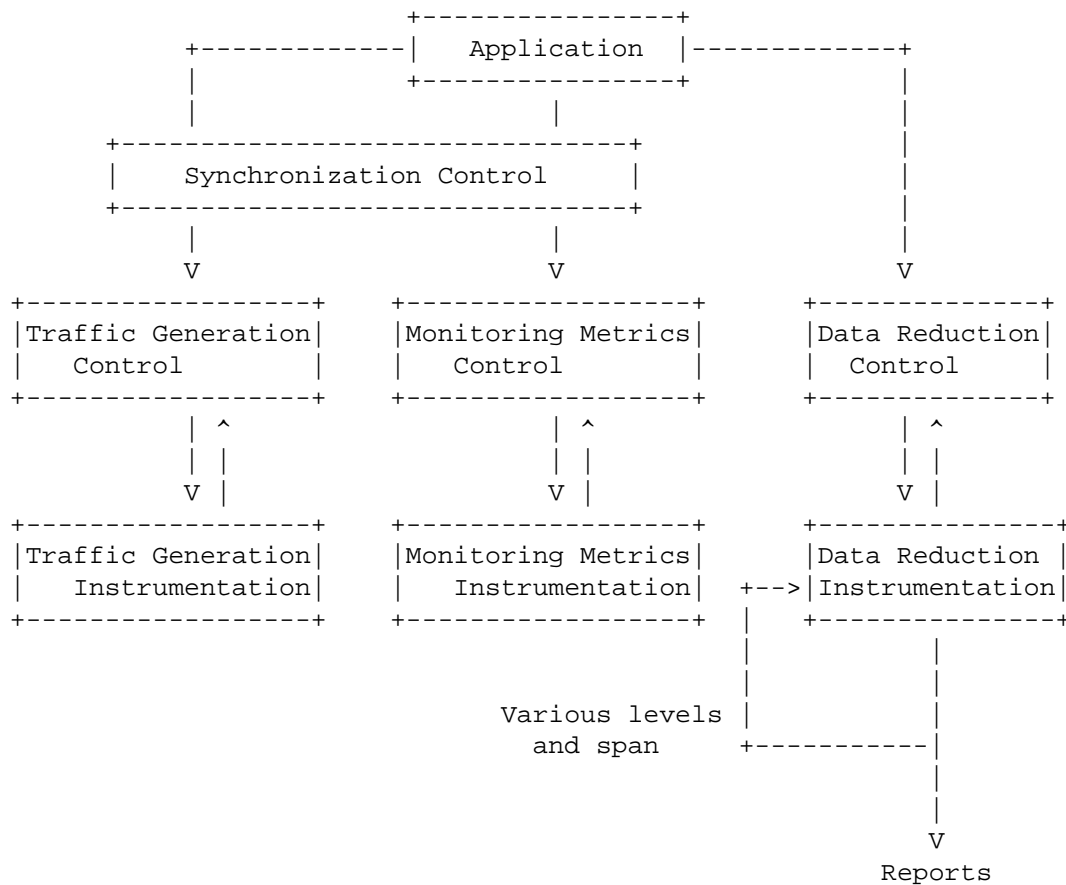 Application
Synchronization Control
Traffic Generation
Control
Monitoring Metrics
Control
Data Reduction
Control
Traffic Generation
Instrumentation
Monitoring Metrics
Instrumentation
Data Reduction
Instrumentation
Various levels
and span
Reports